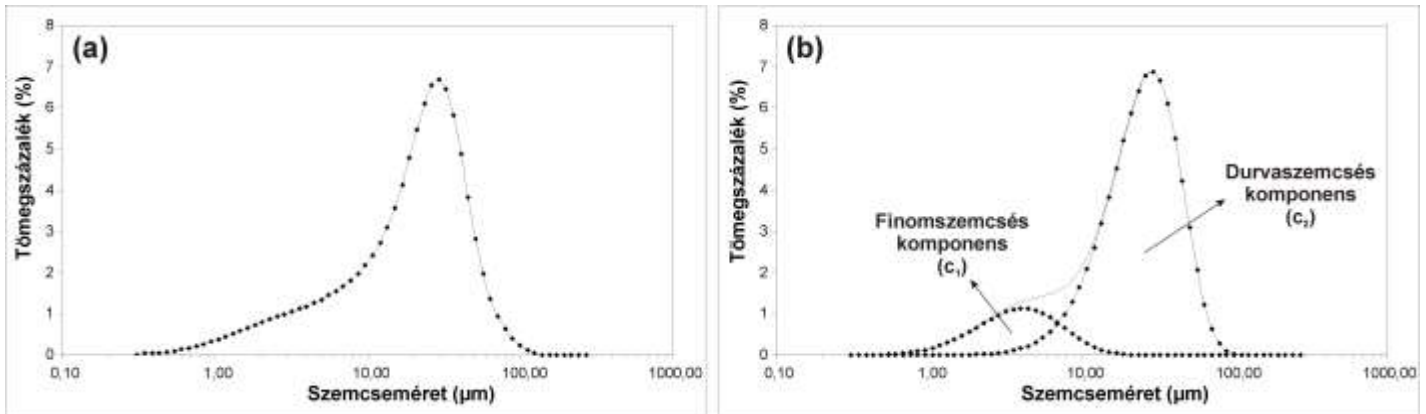 (a)
Tömegszázalék (%)
8
7
6
5
4
3
2
1
0
0,10
1,00
10,00
100,00
1000,00
Szemcseméret (µm)
(b)
Tömegszázalék (%)
8
7
6
5
4
3
2
1
0
Finomszemcsés
komponens
(c₁)
Durvaszemcsés
komponens
(c₂)
0,10
1,00
10,00
100,00
1000,00
Szemcseméret (µm)